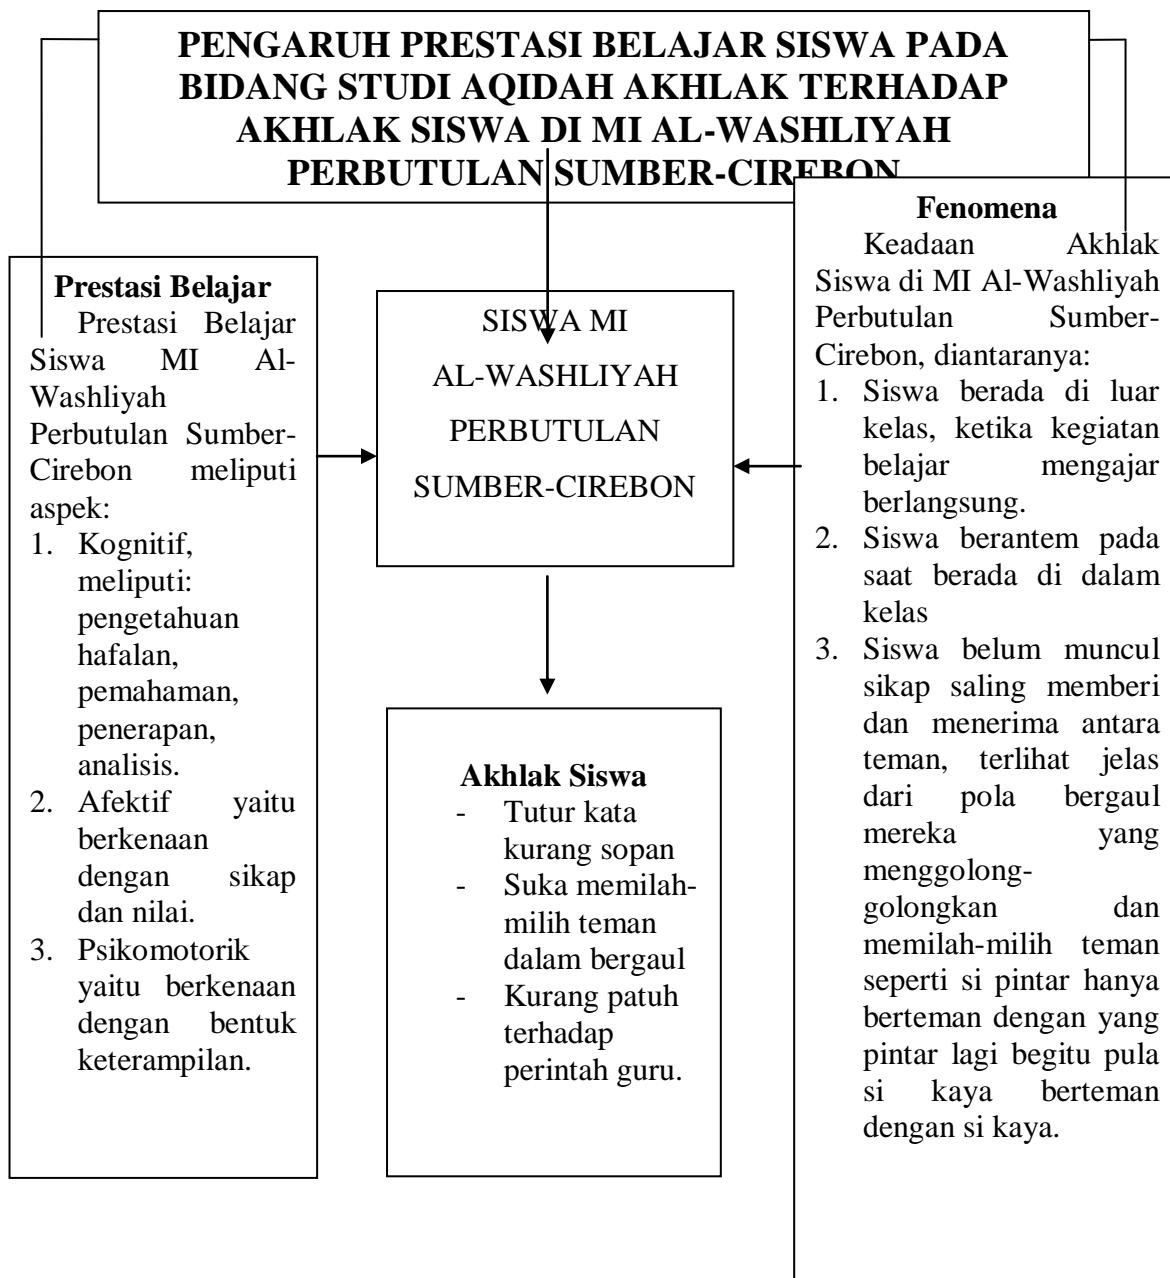 PENGARUH PRESTASI BELAJAR SISWA PADA
BIDANG STUDI AQIDAH AKHLAK TERHADAP
AKHLAK SISWA DI MI AL-WASHLIYAH
PERBUTULAN SUMBER-CIREBON
Prestasi Belajar
Prestasi Belajar
Siswa MI Al-
Washliyah
Perbutulan Sumber-
Cirebon meliputi
aspek:
1. Kognitif,
meliputi:
pengetahuan
hafalan,
pemahaman,
penerapan,
analisis.
2. Afektif yaitu
berkenaan
dengan sikap
dan nilai.
3. Psikomotorik
yaitu berkenaan
dengan bentuk
keterampilan.
SISWA MI
AL-WASHLIYAH
PERBUTULAN
SUMBER-CIREBON
Akhlak Siswa
- Tutur kata
kurang sopan
- Suka memilah-
milih teman
dalam bergaul
- Kurang patuh
terhadap
perintah guru.
Fenomena
Keadaan Akhlak
Siswa di MI Al-Washliyah
Perbutulan Sumber-
Cirebon, diantaranya:
1. Siswa berada di luar
kelas, ketika kegiatan
belajar mengajar
berlangsung.
2. Siswa berantem pada
saat berada di dalam
kelas
3. Siswa belum muncul
sikap saling memberi
dan menerima antara
teman, terlihat jelas
dari pola bergaul
mereka yang
menggolong-
golongkan dan
memilah-milih teman
seperti si pintar hanya
berteman dengan yang
pintar lagi begitu pula
si kaya berteman
dengan si kaya.